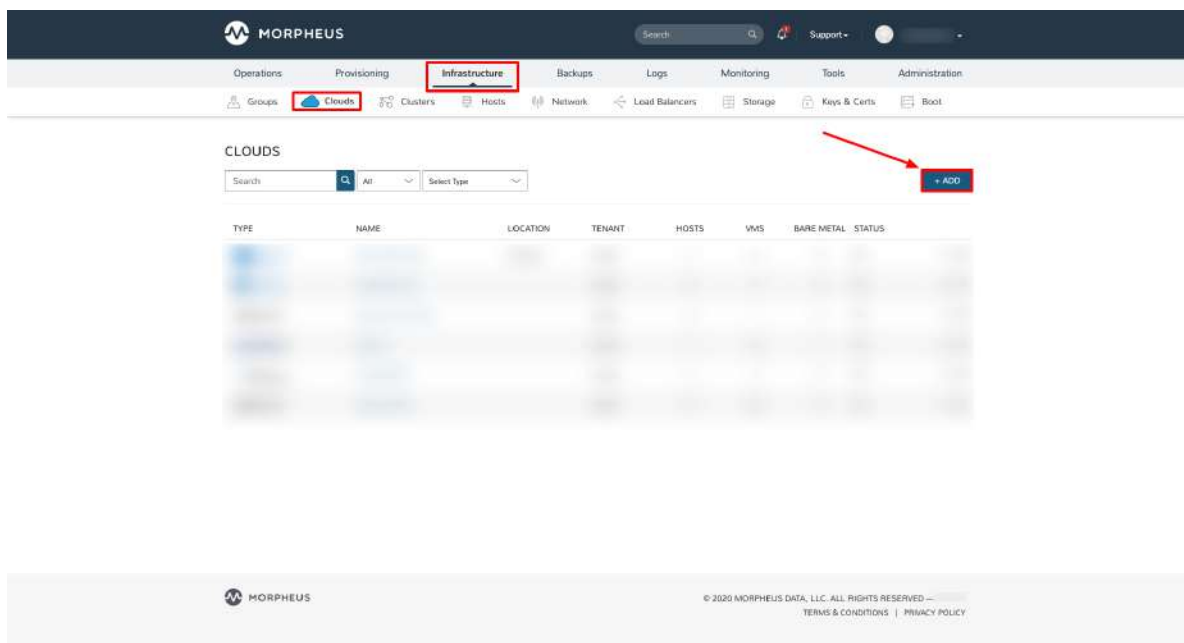 MORPHEUS
Search
Support
Operations Provisioning Infrastructure Backups Logs Monitoring Tools Administration
Groups Clouds Clusters Hosts Network Load Balancers Storage Keys & Certs Boot
CLOUDS
Search All Select Type + ADD
TYPE NAME LOCATION TENANT HOSTS VMS BARE METAL STATUS
MORPHEUS
© 2020 MORPHEUS DATA, LLC. ALL RIGHTS RESERVED —
TERMS & CONDITIONS | PRIVACY POLICY